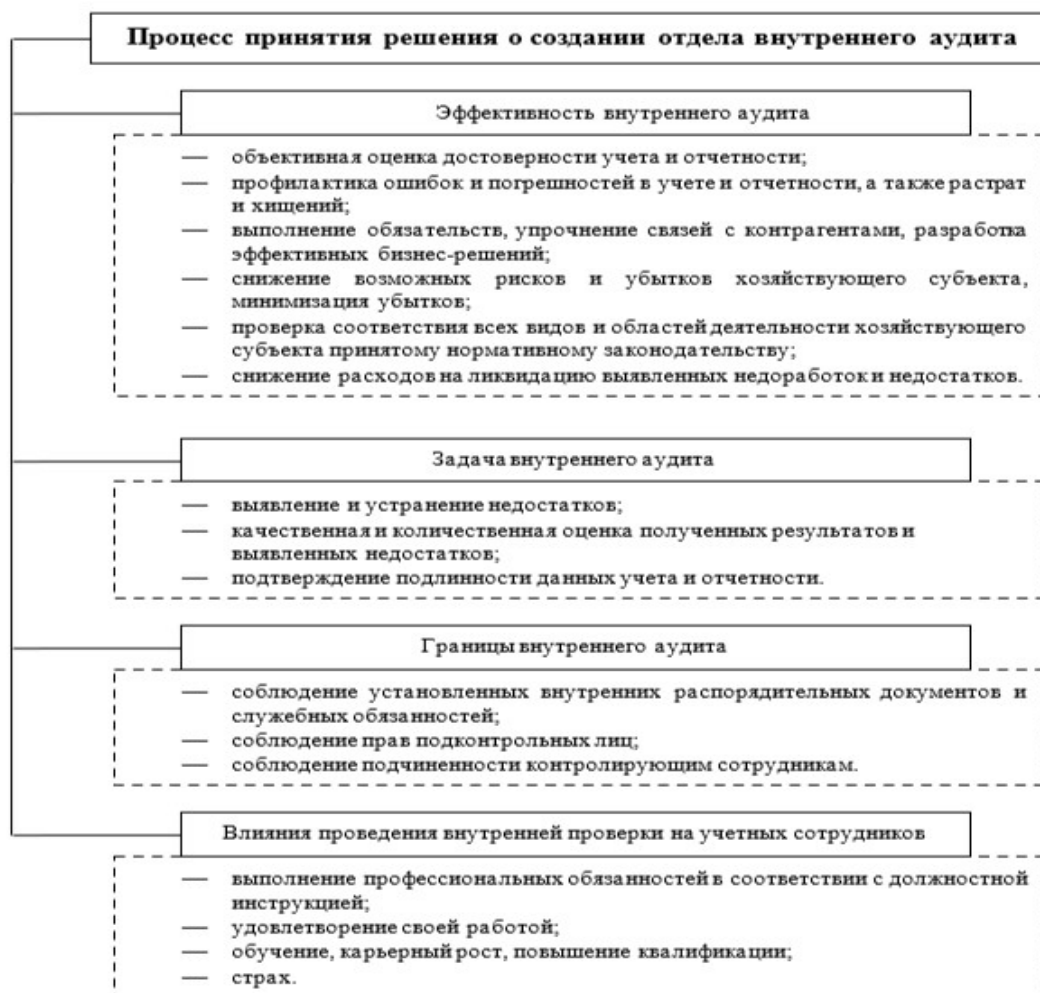 Процесс принятия решения о создании отдела внутреннего аудита
Эффективность внутреннего аудита
— объективная оценка достоверности учета и отчетности;
— профилактика ошибок и погрешностей в учете и отчетности, а также растрат
и хищений;
— выполнение обязательств, упрочнение связей с контрагентами, разработка
эффективных бизнес-решений;
— снижение возможных рисков и убытков хозяйствующего субъекта,
минимизация убытков;
— проверка соответствия всех видов и областей деятельности хозяйствующего
субъекта принятому нормативному законодательству;
— снижение расходов на ликвидацию выявленных недоработок и недостатков.
Задача внутреннего аудита
— выявление и устранение недостатков;
— качественная и количественная оценка полученных результатов и
выявленных недостатков;
— подтверждение подлинности данных учета и отчетности.
Границы внутреннего аудита
— соблюдение установленных внутренних распорядительных документов и
служебных обязанностей;
— соблюдение прав подконтрольных лиц;
— соблюдение подчиненности контролирующим сотрудникам.
Влияния проведения внутренней проверки на учетных сотрудников
— выполнение профессиональных обязанностей в соответствии с должностной
инструкцией;
— удовлетворение своей работой;
— обучение, карьерный рост, повышение квалификации;
— страх.